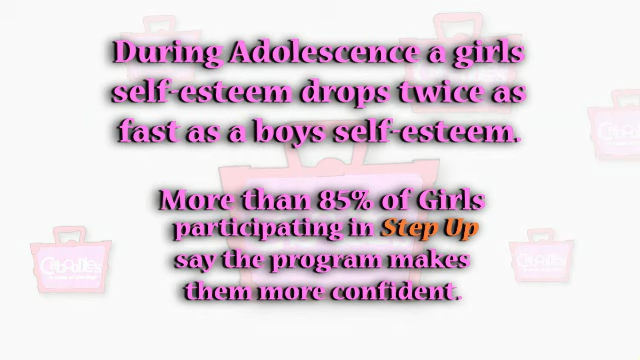 During Adolescence a girls
self-esteem drops twice as
fast as a boys self-esteem.
More than 85% of Girls
participating in Step Up
say the program makes
them more confident.